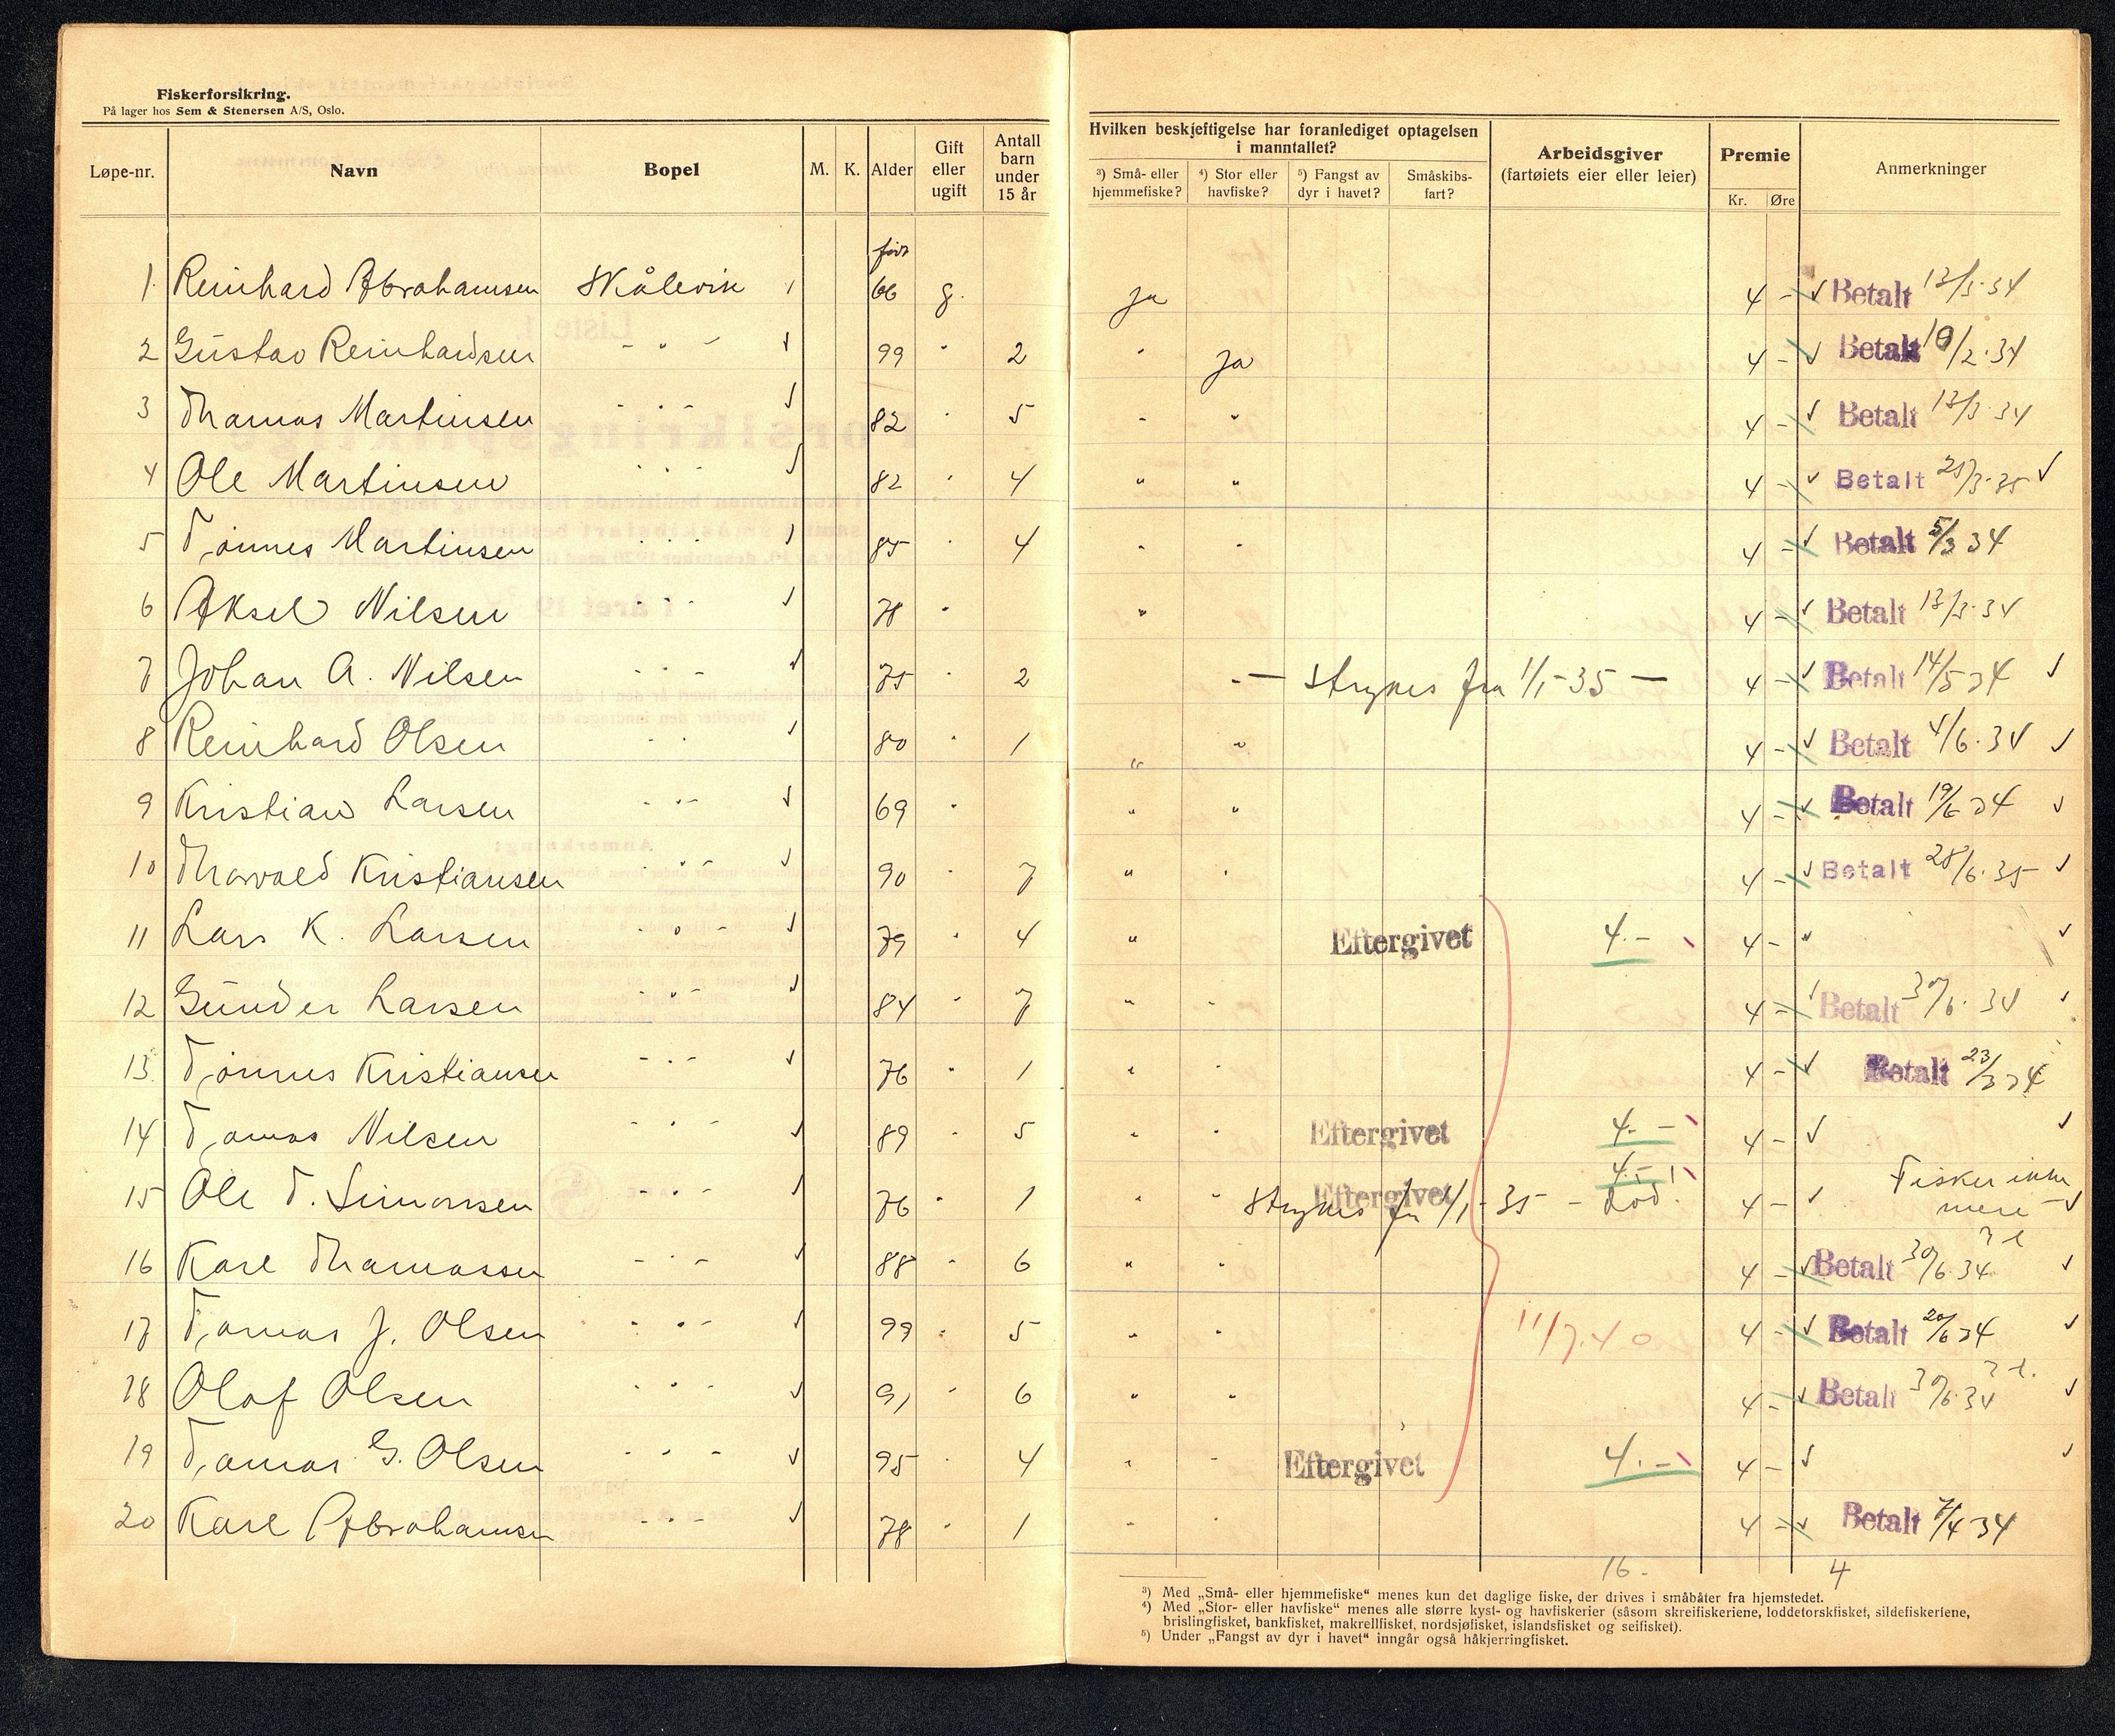 Fiskerforsikring.
På lager hos Sem & Stenersen A/S, Oslo.
Løpe-nr. Navn Bopel M. K. Alder Gift eller ugift Antall barn under 15 år
Hvilken beskjeftigelse har foranlediget optagelsen i manntallet?
³) Små- eller hjemmefiske? ⁴) Stor eller havfiske? ⁵) Fangst av dyr i havet? Småskibs-fart?
Arbeidsgiver (fartøiets eier eller leier) Premie Kr. Øre Anmerkninger
født
1 Reinhard Abrahamsen Skålevik 66 g. ja 4 - Betalt 13/3-34
2 Gustav Reinhardsen - " - 99 " 2 " ja 4 - Betalt 10/2-34
3 Thomas Martinsen - " - 82 5 " " 4 - Betalt 13/3-34
4 Ole Martinsen - " - 82 " 4 " " 4 - Betalt
5 Tønnes Martinsen - " - 85 " 4 " " 4 - Betalt 5/3 34
6 Aksel Nilsen - " - 78 " " 4 - Betalt 13/3-34
7 Johan A. Nilsen - " - 75 " 2 " — strykes fra 1/1-35 — 4 - Betalt 14/5 34
8 Reinhard Olsen - " - 80 " 1 " " 4 - Betalt 4/6-34
9 Kristian Larsen - " - 69 " " " 4 - Betalt 19/6 34
10 Thorvald Kristiansen - " - 90 " 7 " " 4 - Betalt 28/6-35
11 Lars K. Larsen - " - 79 " 4 " Eftergivet 4.- 4 -
12 Gunder Larsen - " - 84 " 7 " " 4 - Betalt 30/6-34
13 Tønnes Kristiansen - " - 76 " 1 " " 4 - Betalt 23/3 34
14 Tomas Nilsen - " - 89 " 5 " " Eftergivet 4.- 4 -
15 Ole T. Simonsen - " - 76 " 1 " " Eftergivet 4.- Strykes fra 1/1-35 - død. 4 - Fisker ikke mere
16 Karl Thomassen - " - 88 " 6 " " 4 - Betalt 30/6-34
17 Tomas J. Olsen - " - 99 " 5 " " 11/7.40 4 - Betalt 20/6 34
18 Olaf Olsen - " - 91 " 6 " " 4 - Betalt 30/6-34
19 Tomas G. Olsen - " - 95 " 4 " " Eftergivet 4.- 4 -
20 Karl Abrahamsen - " - 78 " 1 " " 4 - Betalt 7/4-34
16.- 4
³) Med „Små- eller hjemmefiske“ menes kun det daglige fiske, der drives i småbåter fra hjemstedet.
⁴) Med „Stor- eller havfiske“ menes alle større kyst- og havfiskerier (såsom skreifiskeriene, loddetorskfisket, sildefiskeriene,
brislingfisket, bankfisket, makrellfisket, nordsjøfisket, islandsfisket og seifisket).
⁵) Under „Fangst av dyr i havet“ inngår også håkjerringfisket.